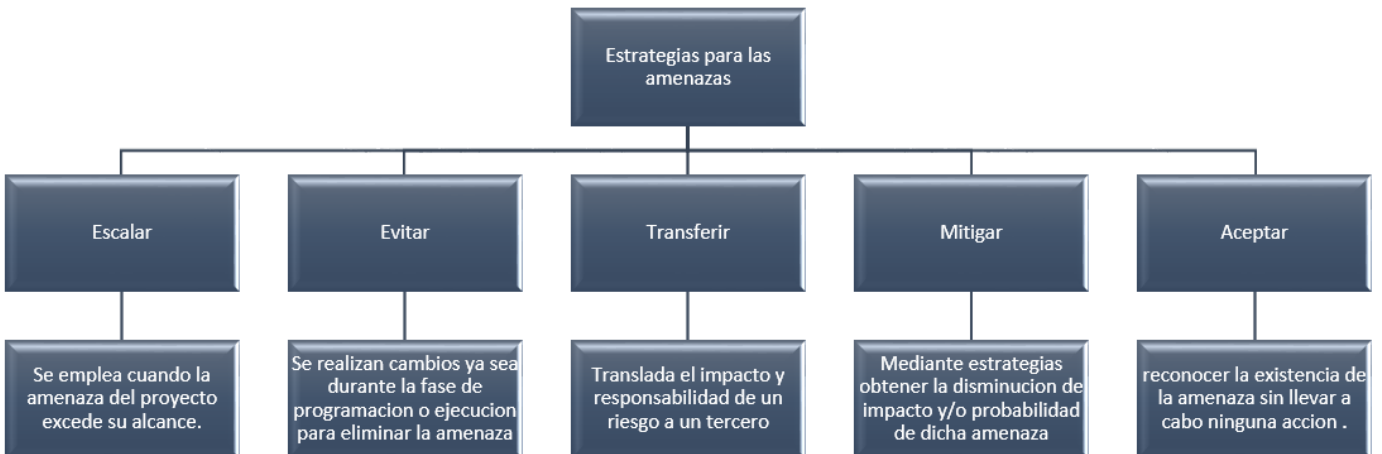 Estrategias para las
amenazas
Escalar
Evitar
Transferir
Mitigar
Aceptar
Se emplea cuando la
amenaza del proyecto
excede su alcance.
Se realizan cambios ya sea
durante la fase de
programacion o ejecucion
para eliminar la amenaza
Translada el impacto y
responsabilidad de un
riesgo a un tercero
Mediante estrategias
obtener la disminucion de
impacto y/o probabilidad
de dicha amenaza
reconocer la existencia de
la amenaza sin llevar a
cabo ninguna accion .